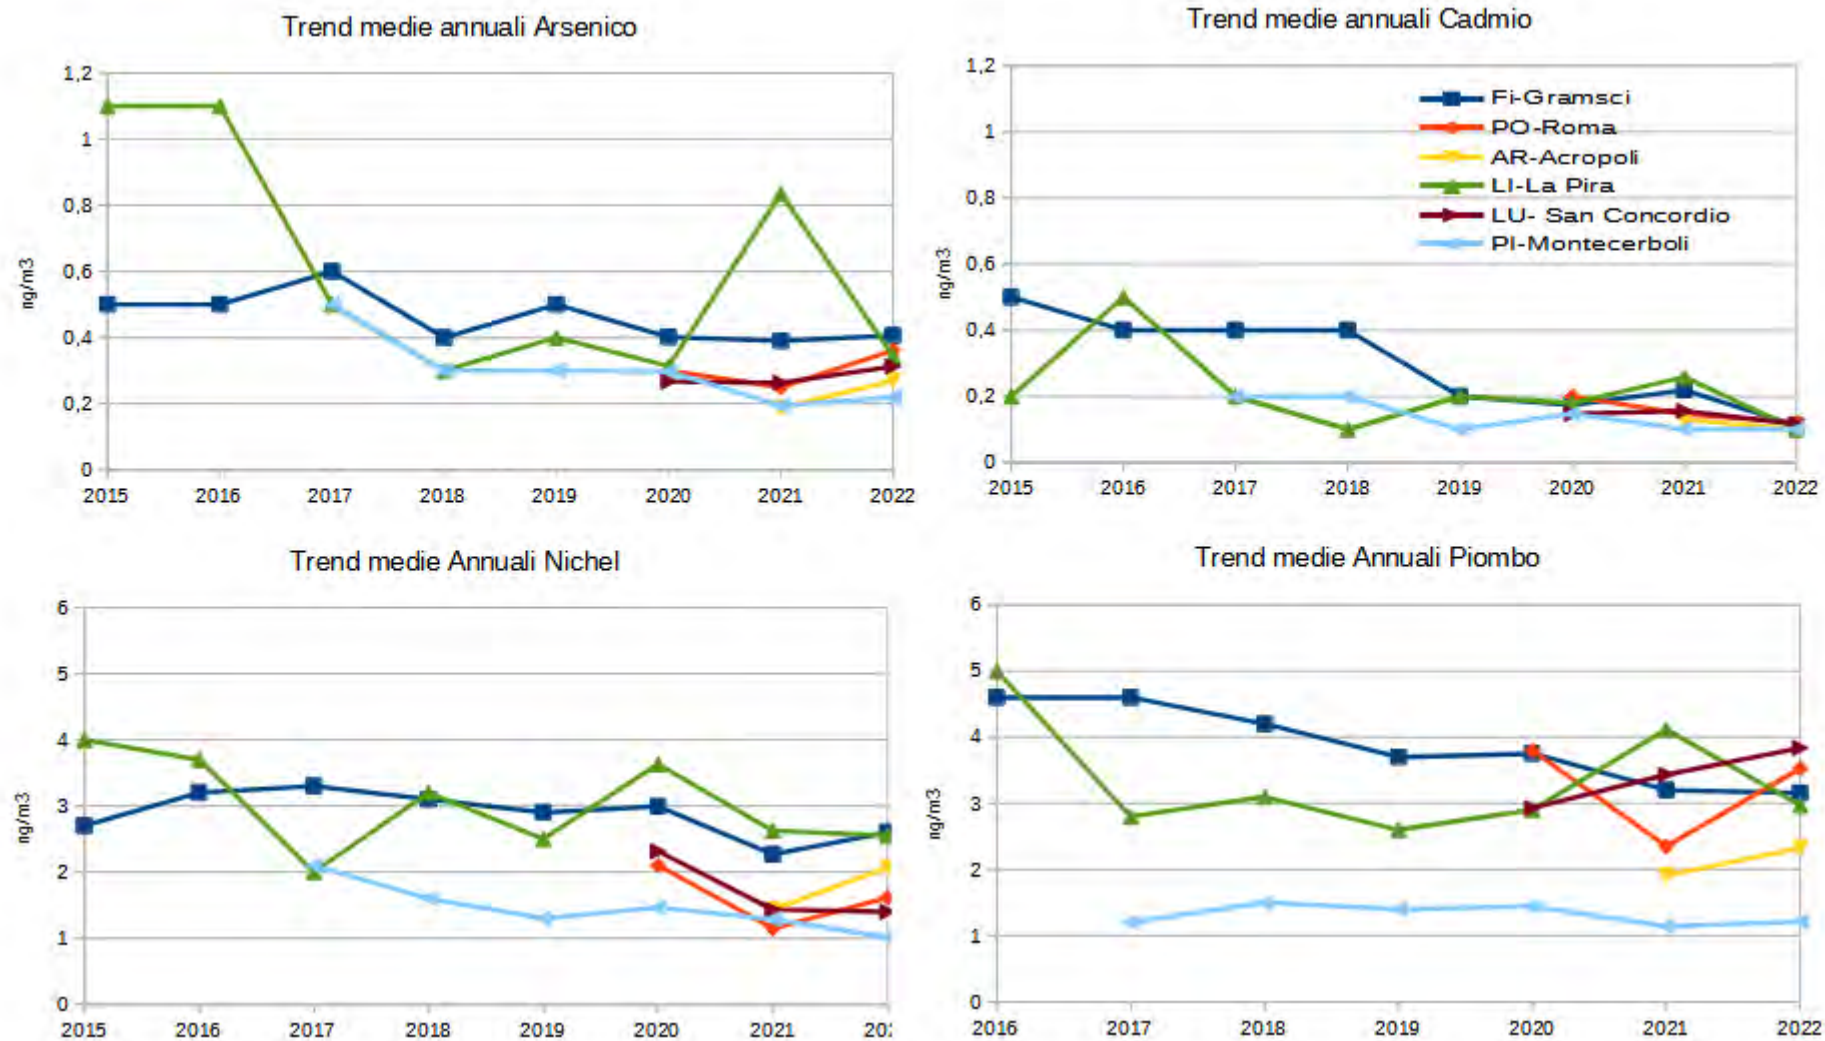 Trend medie annuali Arsenico
1,2
1
0,8
0,6
0,4
0,2
0
ng/m3
2015 2016 2017 2018 2019 2020 2021 2022
Trend medie annuali Cadmio
1,2
1
0,8
0,6
0,4
0,2
0
ng/m3
Fi-Gramsci
PO-Roma
AR-Acropoli
LI-La Pira
LU- San Concordio
PI-Montecerboli
2015 2016 2017 2018 2019 2020 2021 2022
Trend medie Annuali Nichel
6
5
4
3
2
1
0
ng/m3
2015 2016 2017 2018 2019 2020 2021
Trend medie Annuali Piombo
6
5
4
3
2
1
0
ng/m3
2016 2017 2018 2019 2020 2021 2022